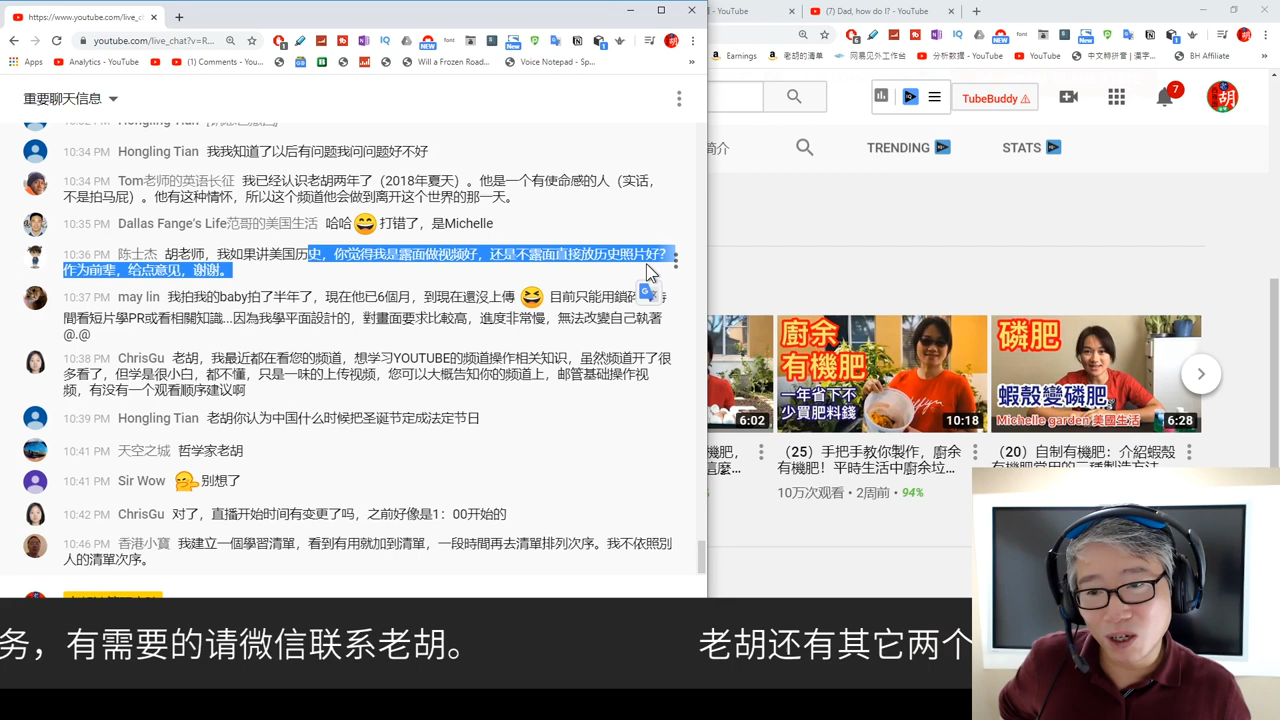 https://www.youtube.com/live_c
- YouTube
(7) Dad, how do I? - YouTube
youtube.com/live_chat?v=R...
Apps
Analytics - YouTube
(1) Comments - You...
Will a Frozen Road...
Voice Notepad - Sp...
Earnings
老胡的清單
网易见外工作台
分析数据 - YouTube
YouTube
中文轉拼音 | 漢字...
BH Affiliate
重要聊天信息
TubeBuddy
7
10:34 PM Hongling Tian 我我知道了以后有问题我问问题好不好
简介
TRENDING
STATS
10:34 PM Tom老师的英语长征 我已经认识老胡两年了（2018年夏天）。他是一个有使命感的人（实话，
不是拍马屁）。他有这种情怀，所以这个频道他会做到离开这个世界的那一天。
10:35 PM Dallas Fange's Life范哥的美国生活 哈哈😄打错了，是Michelle
10:36 PM 陈士杰 胡老师，我如果讲美国历史，你觉得我是露面做视频好，还是不露面直接放历史照片好？
作为前辈，给点意见，谢谢。
10:37 PM may lin 我拍我的baby拍了半年了，現在他已6個月，到現在還沒上傳😆 目前只能用鎖碎
間看短片學PR或看相關知識...因為我學平面設計的，對畫面要求比較高，進度非常慢，無法改變自己執著
@.@
10:38 PM ChrisGu 老胡，我最近都在看您的频道，想学习YOUTUBE的频道操作相关知识，虽然频道开了很
多看了，但学是很小白，都不懂，只是一味的上传视频，您可以大概告知你的频道上，邮管基础操作视
频，有没有一个观看顺序建议啊
10:39 PM Hongling Tian 老胡你认为中国什么时候把圣诞节定成法定节日
10:41 PM 天空之城 哲学家老胡
10:41 PM Sir Wow 别想了
10:42 PM ChrisGu 对了，直播开始时间有变更了吗，之前好像是1：00开始的
10:46 PM 香港小寶 我建立一個學習清單，看到有用就加到清單，一段時間再去清單排列次序。我不依照別
人的清單次序。
6:02
廚余
有機肥
一年省下不
少買肥料錢
10:18
磷肥
蝦殼變磷肥
Michelle garden 美國生活
6:28
機肥，
這麼...
（25）手把手教你製作，廚余
有機肥！平時生活中廚余垃...
10万次观看 • 2周前 • 94%
（20）自制有機肥：介紹蝦殼
务，有需要的请微信联系老胡。
老胡还有其它两个